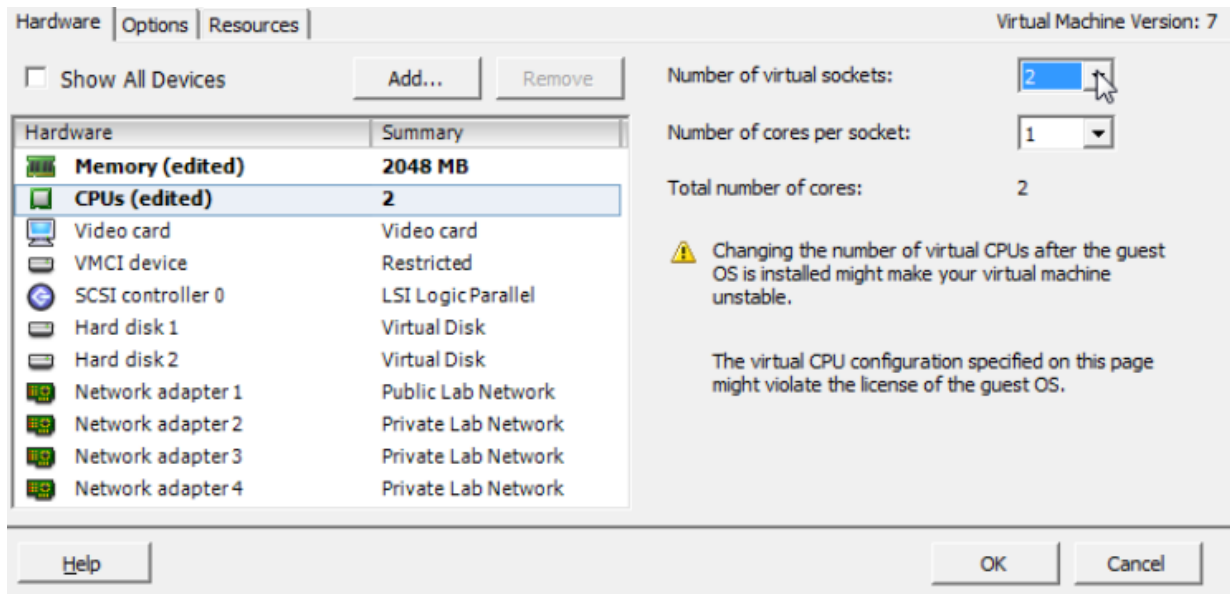 Hardware Options Resources Virtual Machine Version: 7
Show All Devices Add... Remove
Number of virtual sockets: 2
Hardware Summary
Number of cores per socket: 1
Memory (edited) 2048 MB
CPUs (edited) 2
Total number of cores: 2
Video card Video card
VMCI device Restricted
SCSI controller 0 LSI Logic Parallel
Hard disk 1 Virtual Disk
Hard disk 2 Virtual Disk
Network adapter 1 Public Lab Network
Network adapter 2 Private Lab Network
Network adapter 3 Private Lab Network
Network adapter 4 Private Lab Network
Changing the number of virtual CPUs after the guest
OS is installed might make your virtual machine
unstable.
The virtual CPU configuration specified on this page
might violate the license of the guest OS.
Help OK Cancel